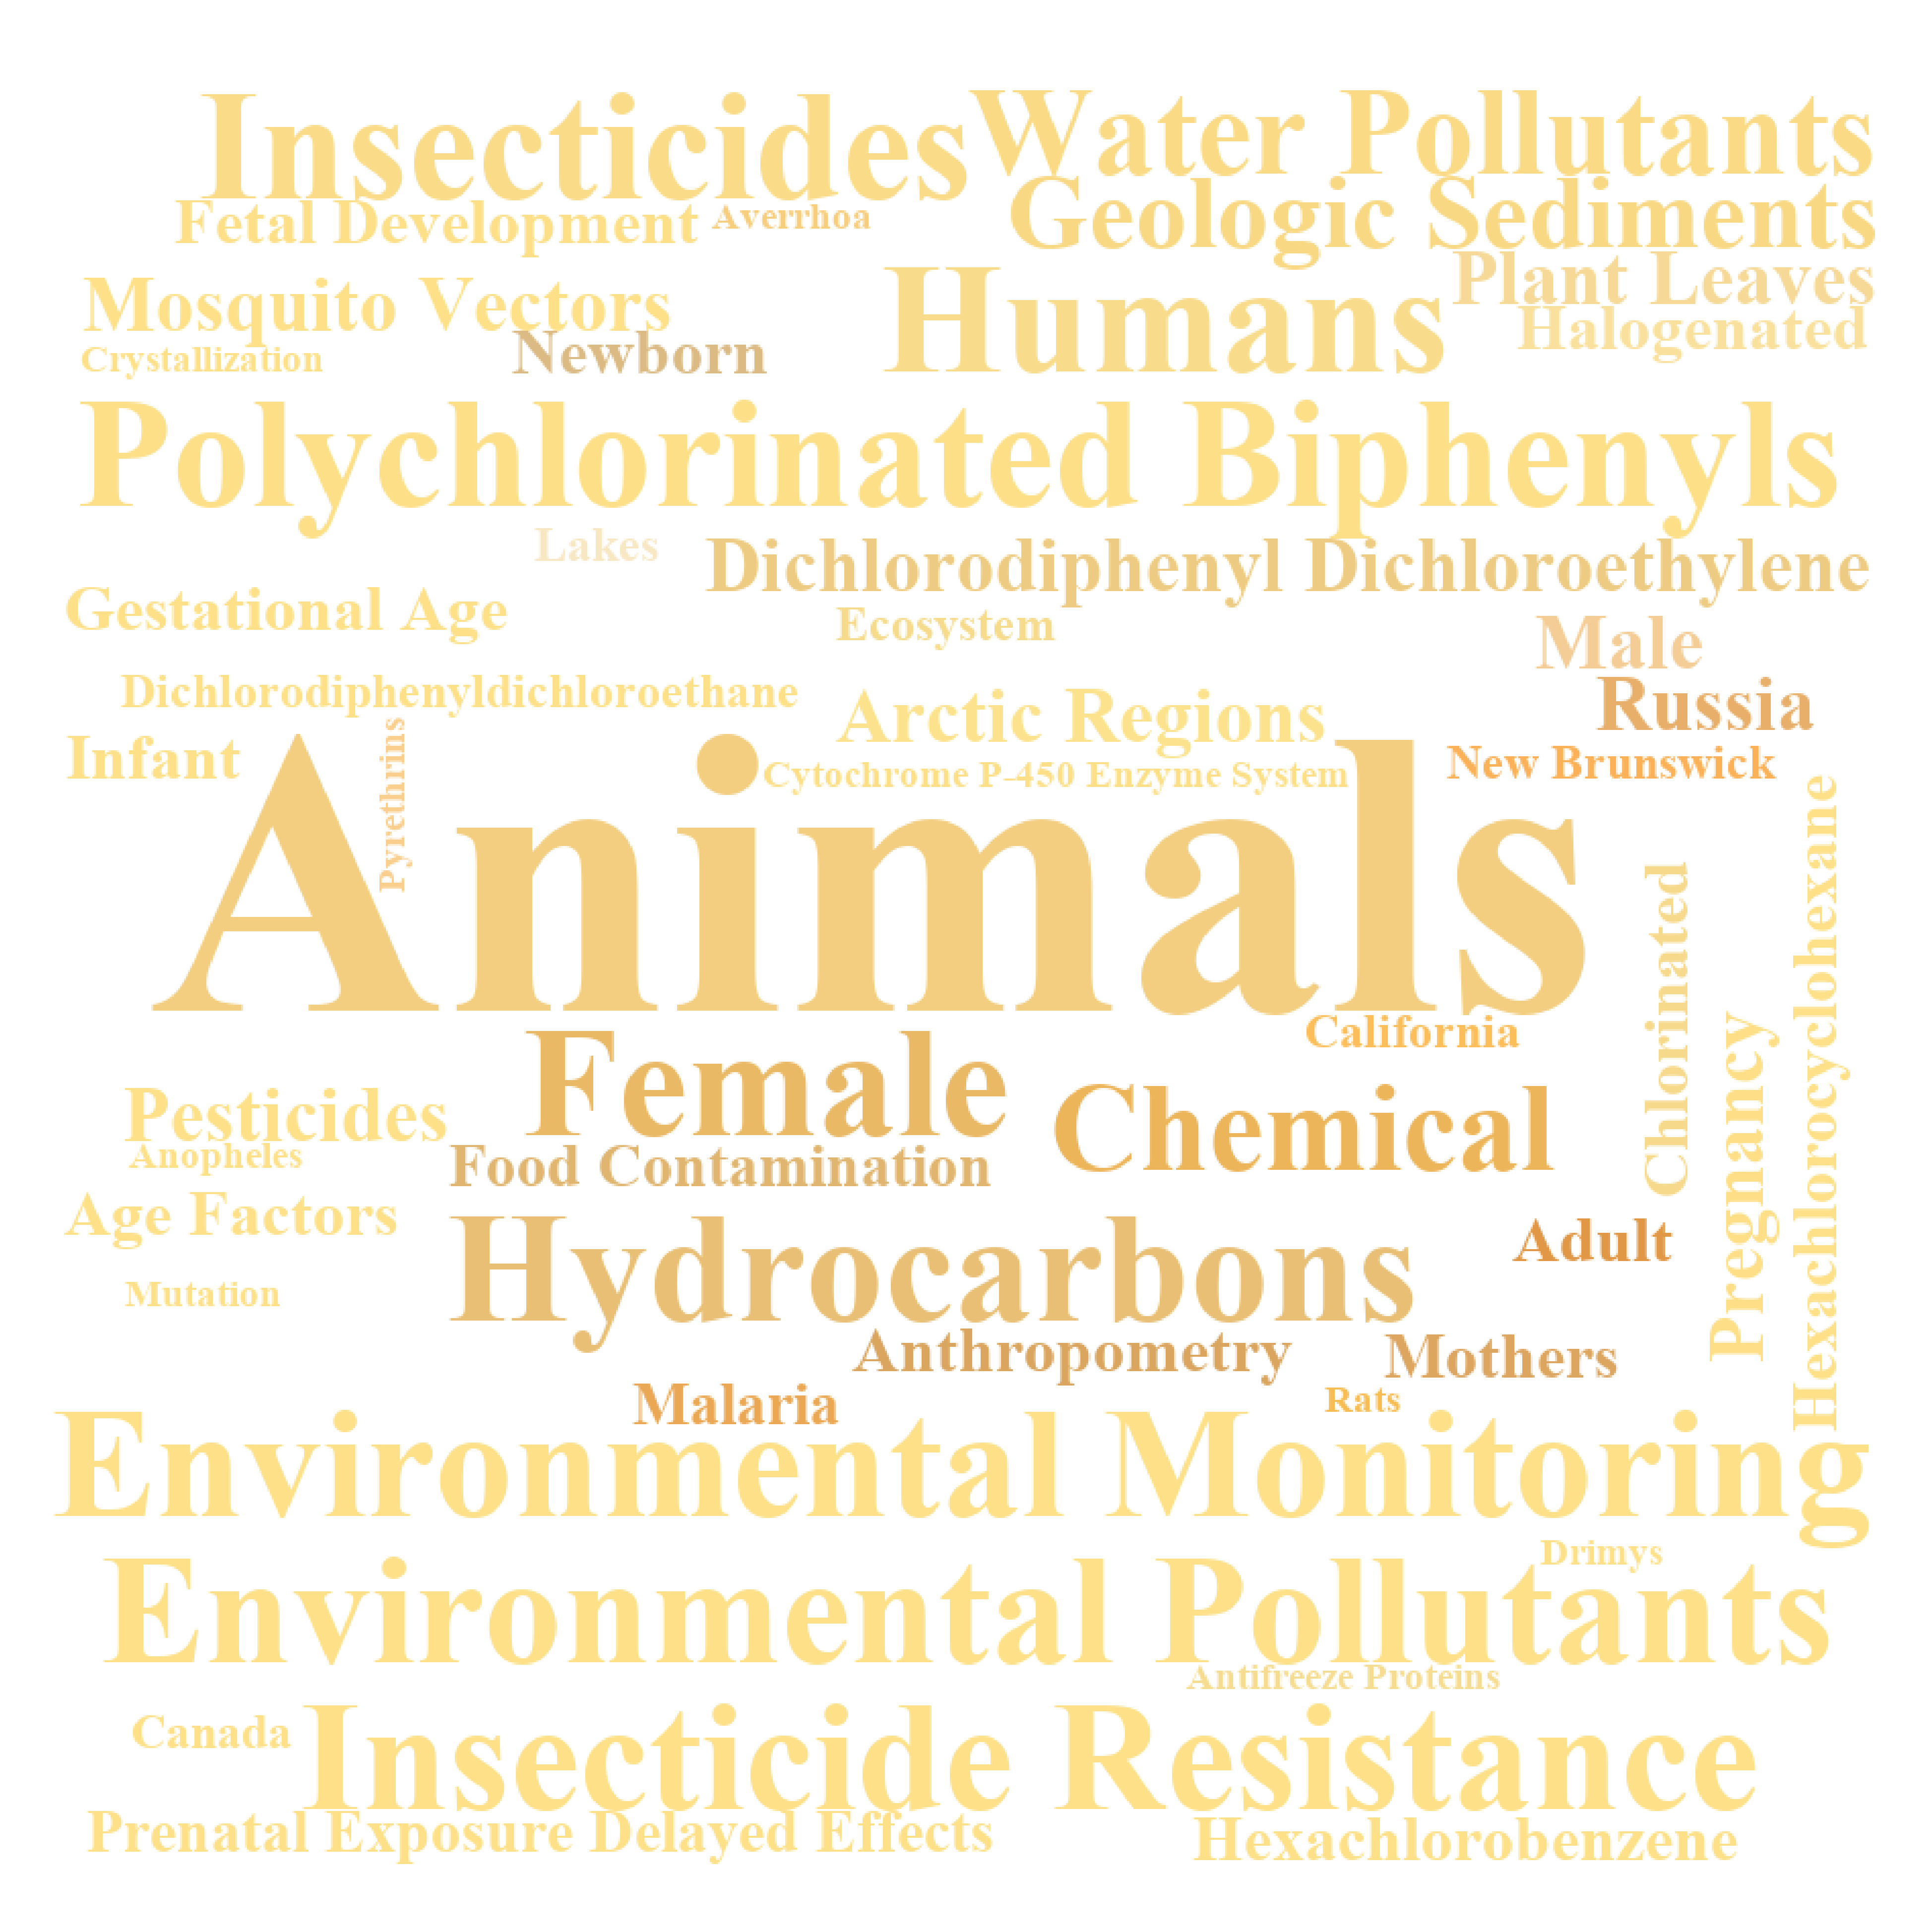 Insecticides
Water Pollutants
Fetal Development
Averrhoa
Geologic Sediments
Mosquito Vectors
Humans
Plant Leaves
Halogenated
Crystallization
Newborn
Polychlorinated Biphenyls
Lakes
Dichlorodiphenyl Dichloroethylene
Gestational Age
Ecosystem
Male
Dichlorodiphenyldichloroethane
Arctic Regions
Russia
Infant
Pyrethrins
Cytochrome P-450 Enzyme System
New Brunswick
Animals
Hexachlorocyclohexane
Chlorinated
Pregnancy
California
Female
Chemical
Pesticides
Anopheles
Food Contamination
Age Factors
Hydrocarbons
Adult
Mutation
Anthropometry
Mothers
Malaria
Rats
Environmental Monitoring
Drimys
Environmental Pollutants
Antifreeze Proteins
Canada
Insecticide Resistance
Prenatal Exposure Delayed Effects
Hexachlorobenzene